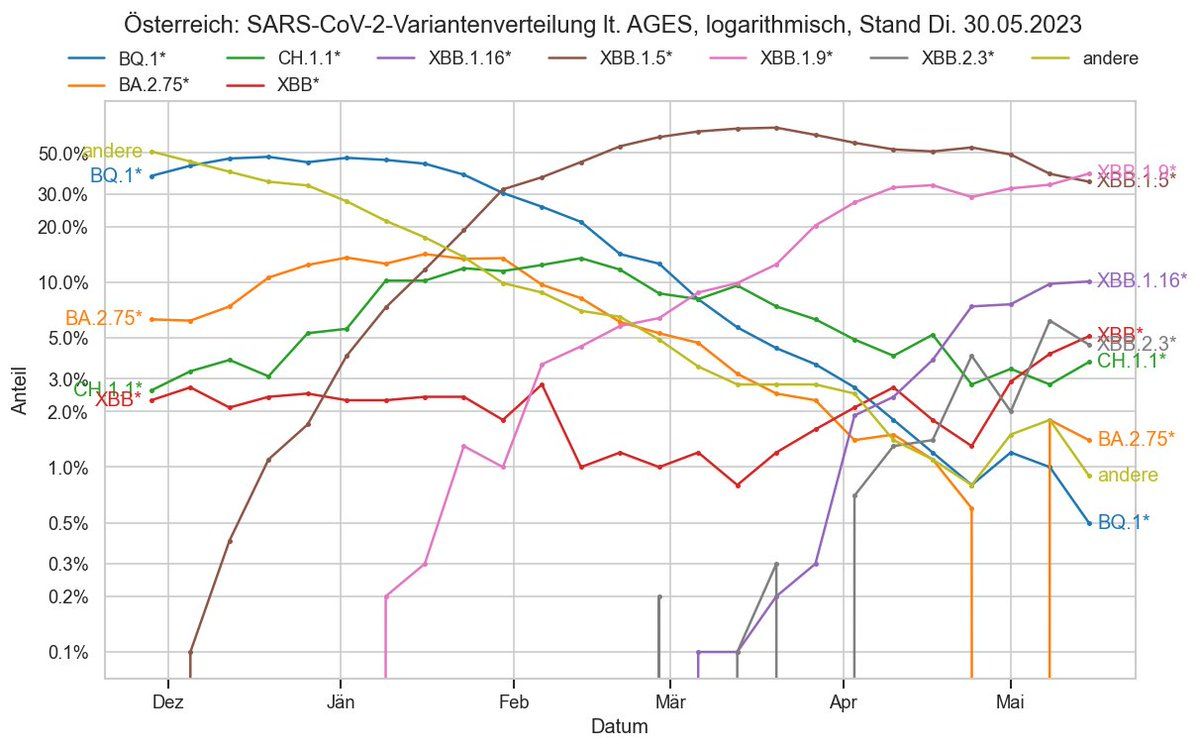 Österreich: SARS-CoV-2-Variantenverteilung lt. AGES, logarithmisch, Stand Di. 30.05.2023
BQ.1* CH.1.1* XBB.1.16* XBB.1.5* XBB.1.9* XBB.2.3* andere
BA.2.75* XBB*
Anteil
50.0%
30.0%
20.0%
10.0%
5.0%
3.0%
2.0%
1.0%
0.5%
0.3%
0.2%
0.1%
andere
BQ.1*
BA.2.75*
CH.1.1*
XBB*
XBB.1.9*
XBB.1.5*
XBB.1.16*
XBB*
XBB.2.3*
CH.1.1*
BA.2.75*
andere
BQ.1*
Dez Jän Feb Mär Apr Mai
Datum